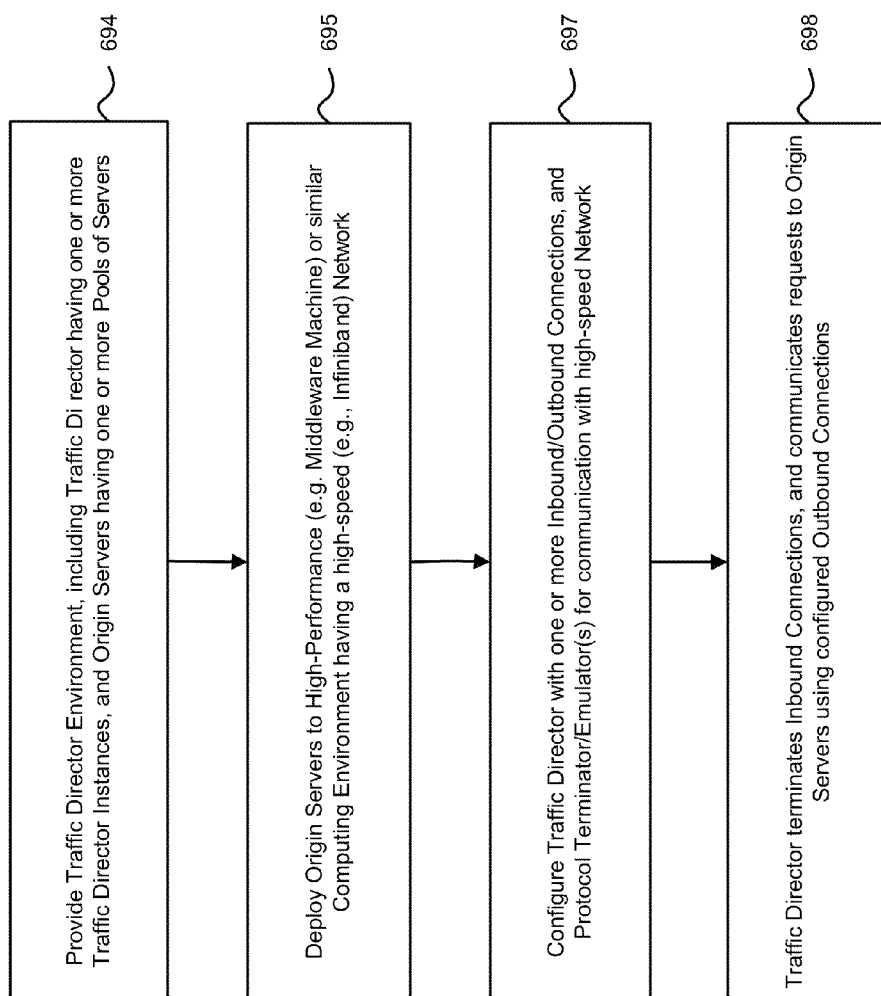 Provide Traffic Director Environment, including Traffic Di rector having one or more
Traffic Director Instances, and Origin Servers having one or more Pools of Servers
694
Deploy Origin Servers to High-Performance (e.g. Middleware Machine) or similar
Computing Environment having a high-speed (e.g., Infiniband) Network
695
Configure Traffic Director with one or more Inbound/Outbound Connections, and
Protocol Terminator/Emulator(s) for communication with high-speed Network
697
Traffic Director terminates Inbound Connections, and communicates requests to Origin
Servers using configured Outbound Connections
698